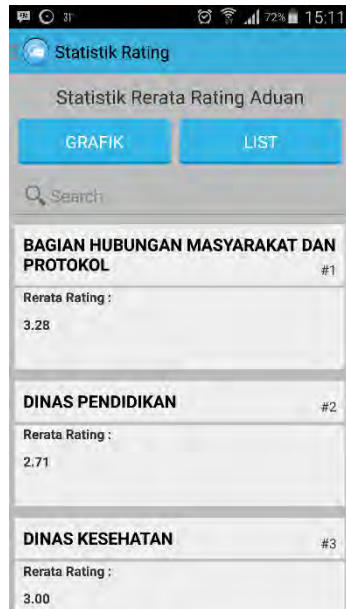 31
72% 15:11
Statistik Rating
Statistik Rerata Rating Aduan
GRAFIK LIST
Search
BAGIAN HUBUNGAN MASYARAKAT DAN
PROTOKOL #1
Rerata Rating :
3.28
DINAS PENDIDIKAN #2
Rerata Rating :
2.71
DINAS KESEHATAN #3
Rerata Rating :
3.00